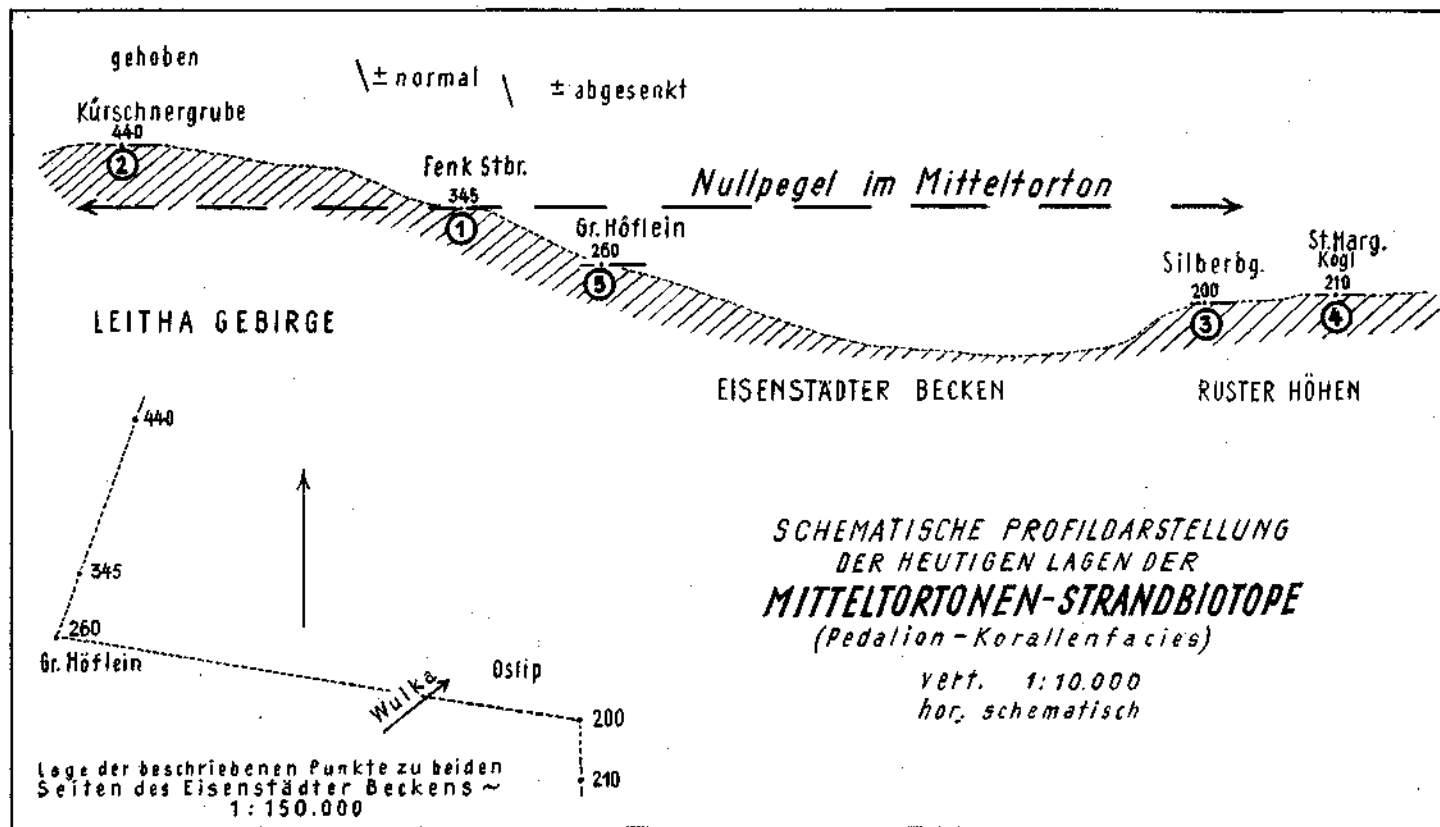 gehoben
± normal
± abgesenkt
Kürschnergrube
440
2
Fenk Stbr.
345
1
Nullpegel im Mitteltorton
Gr. Höflein
260
5
Silberbg.
200
3
St. Marg.
Kogl
210
4
LEITHA GEBIRGE
EISENSTÄDTER BECKEN
RUSTER HÖHEN
440
345
260
Gr. Höflein
Wulka
Oslip
200
210
SCHEMATISCHE PROFILDARSTELLUNG
DER HEUTIGEN LAGEN DER
MITTELTORTONEN-STRANDBIOTOPE
(Pedalion-Korallenfacies)
vert. 1:10.000
hor. schematisch
Lage der beschriebenen Punkte zu beiden
Seiten des Eisenstädter Beckens ~
1:150.000